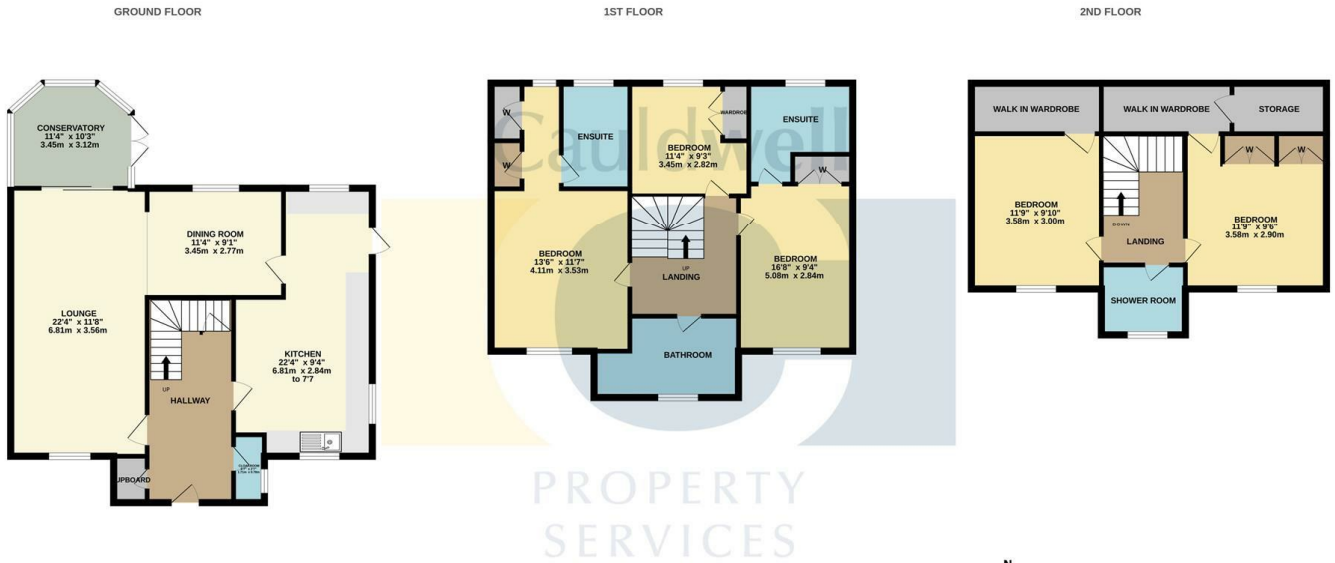 GROUND FLOOR
CONSERVATORY
11'4" x 10'3"
3.45m x 3.12m
DINING ROOM
11'4" x 9'1"
3.45m x 2.77m
LOUNGE
22'4" x 11'8"
6.81m x 3.56m
KITCHEN
22'4" x 9'4"
6.81m x 2.84m
to 7'7
UP
HALLWAY
UPBOARD
1ST FLOOR
W
W
ENSUITE
BEDROOM
11'4" x 9'3"
3.45m x 2.82m
WARDROBE
ENSUITE
W
BEDROOM
13'6" x 11'7"
4.11m x 3.53m
UP
LANDING
BEDROOM
16'8" x 9'4"
5.08m x 2.84m
BATHROOM
2ND FLOOR
WALK IN WARDROBE
WALK IN WARDROBE
STORAGE
W
W
BEDROOM
11'9" x 9'10"
3.58m x 3.00m
LANDING
BEDROOM
11'9" x 9'6"
3.58m x 2.90m
SHOWER ROOM
Cauldwell
PROPERTY
SERVICES
N